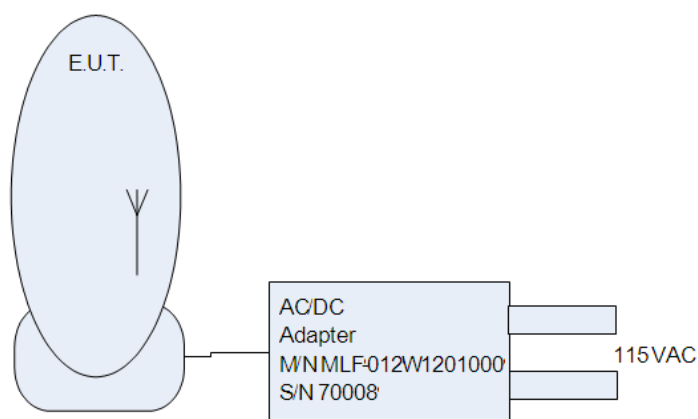 E.U.T.
AC/DC
Adapter
M/N MLF-012W1201000
S/N 70008
115VAC